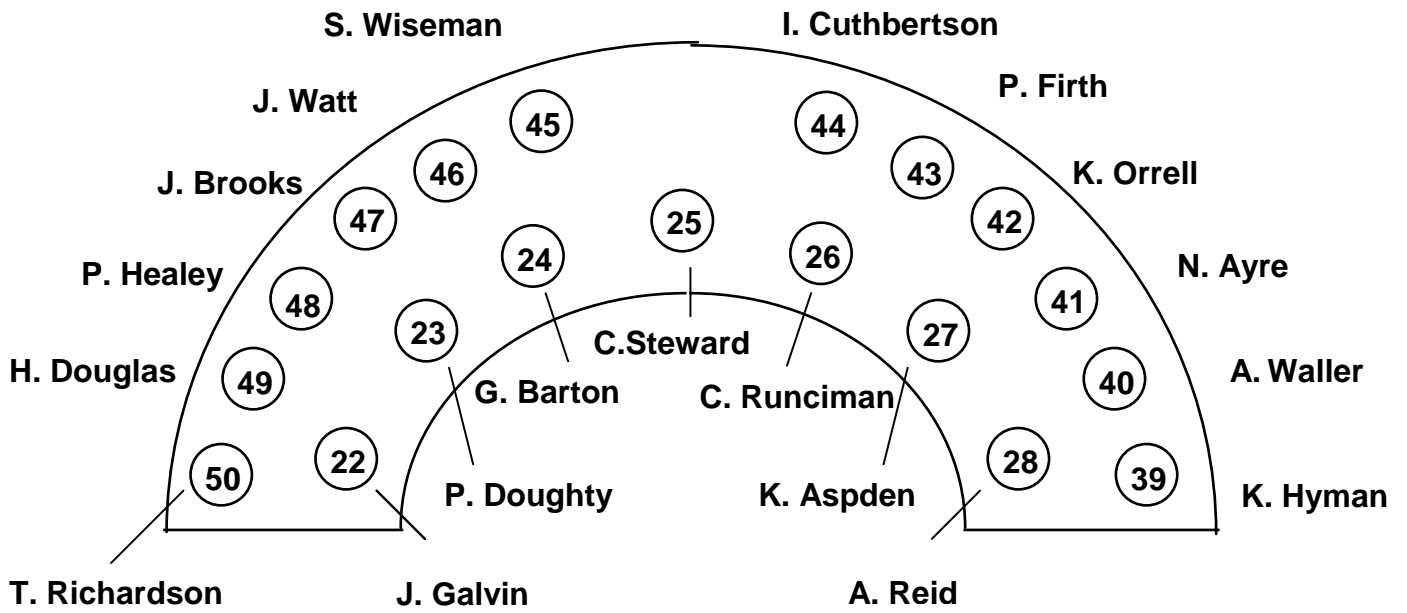 S. Wiseman
I. Cuthbertson
P. Firth
J. Watt
45
44
46
43
K. Orrell
J. Brooks
47
25
42
24
26
N. Ayre
P. Healey
48
41
23
27
C.Steward
H. Douglas
49
G. Barton
C. Runciman
40
A. Waller
50
22
28
39
P. Doughty
K. Aspden
K. Hyman
T. Richardson
J. Galvin
A. Reid